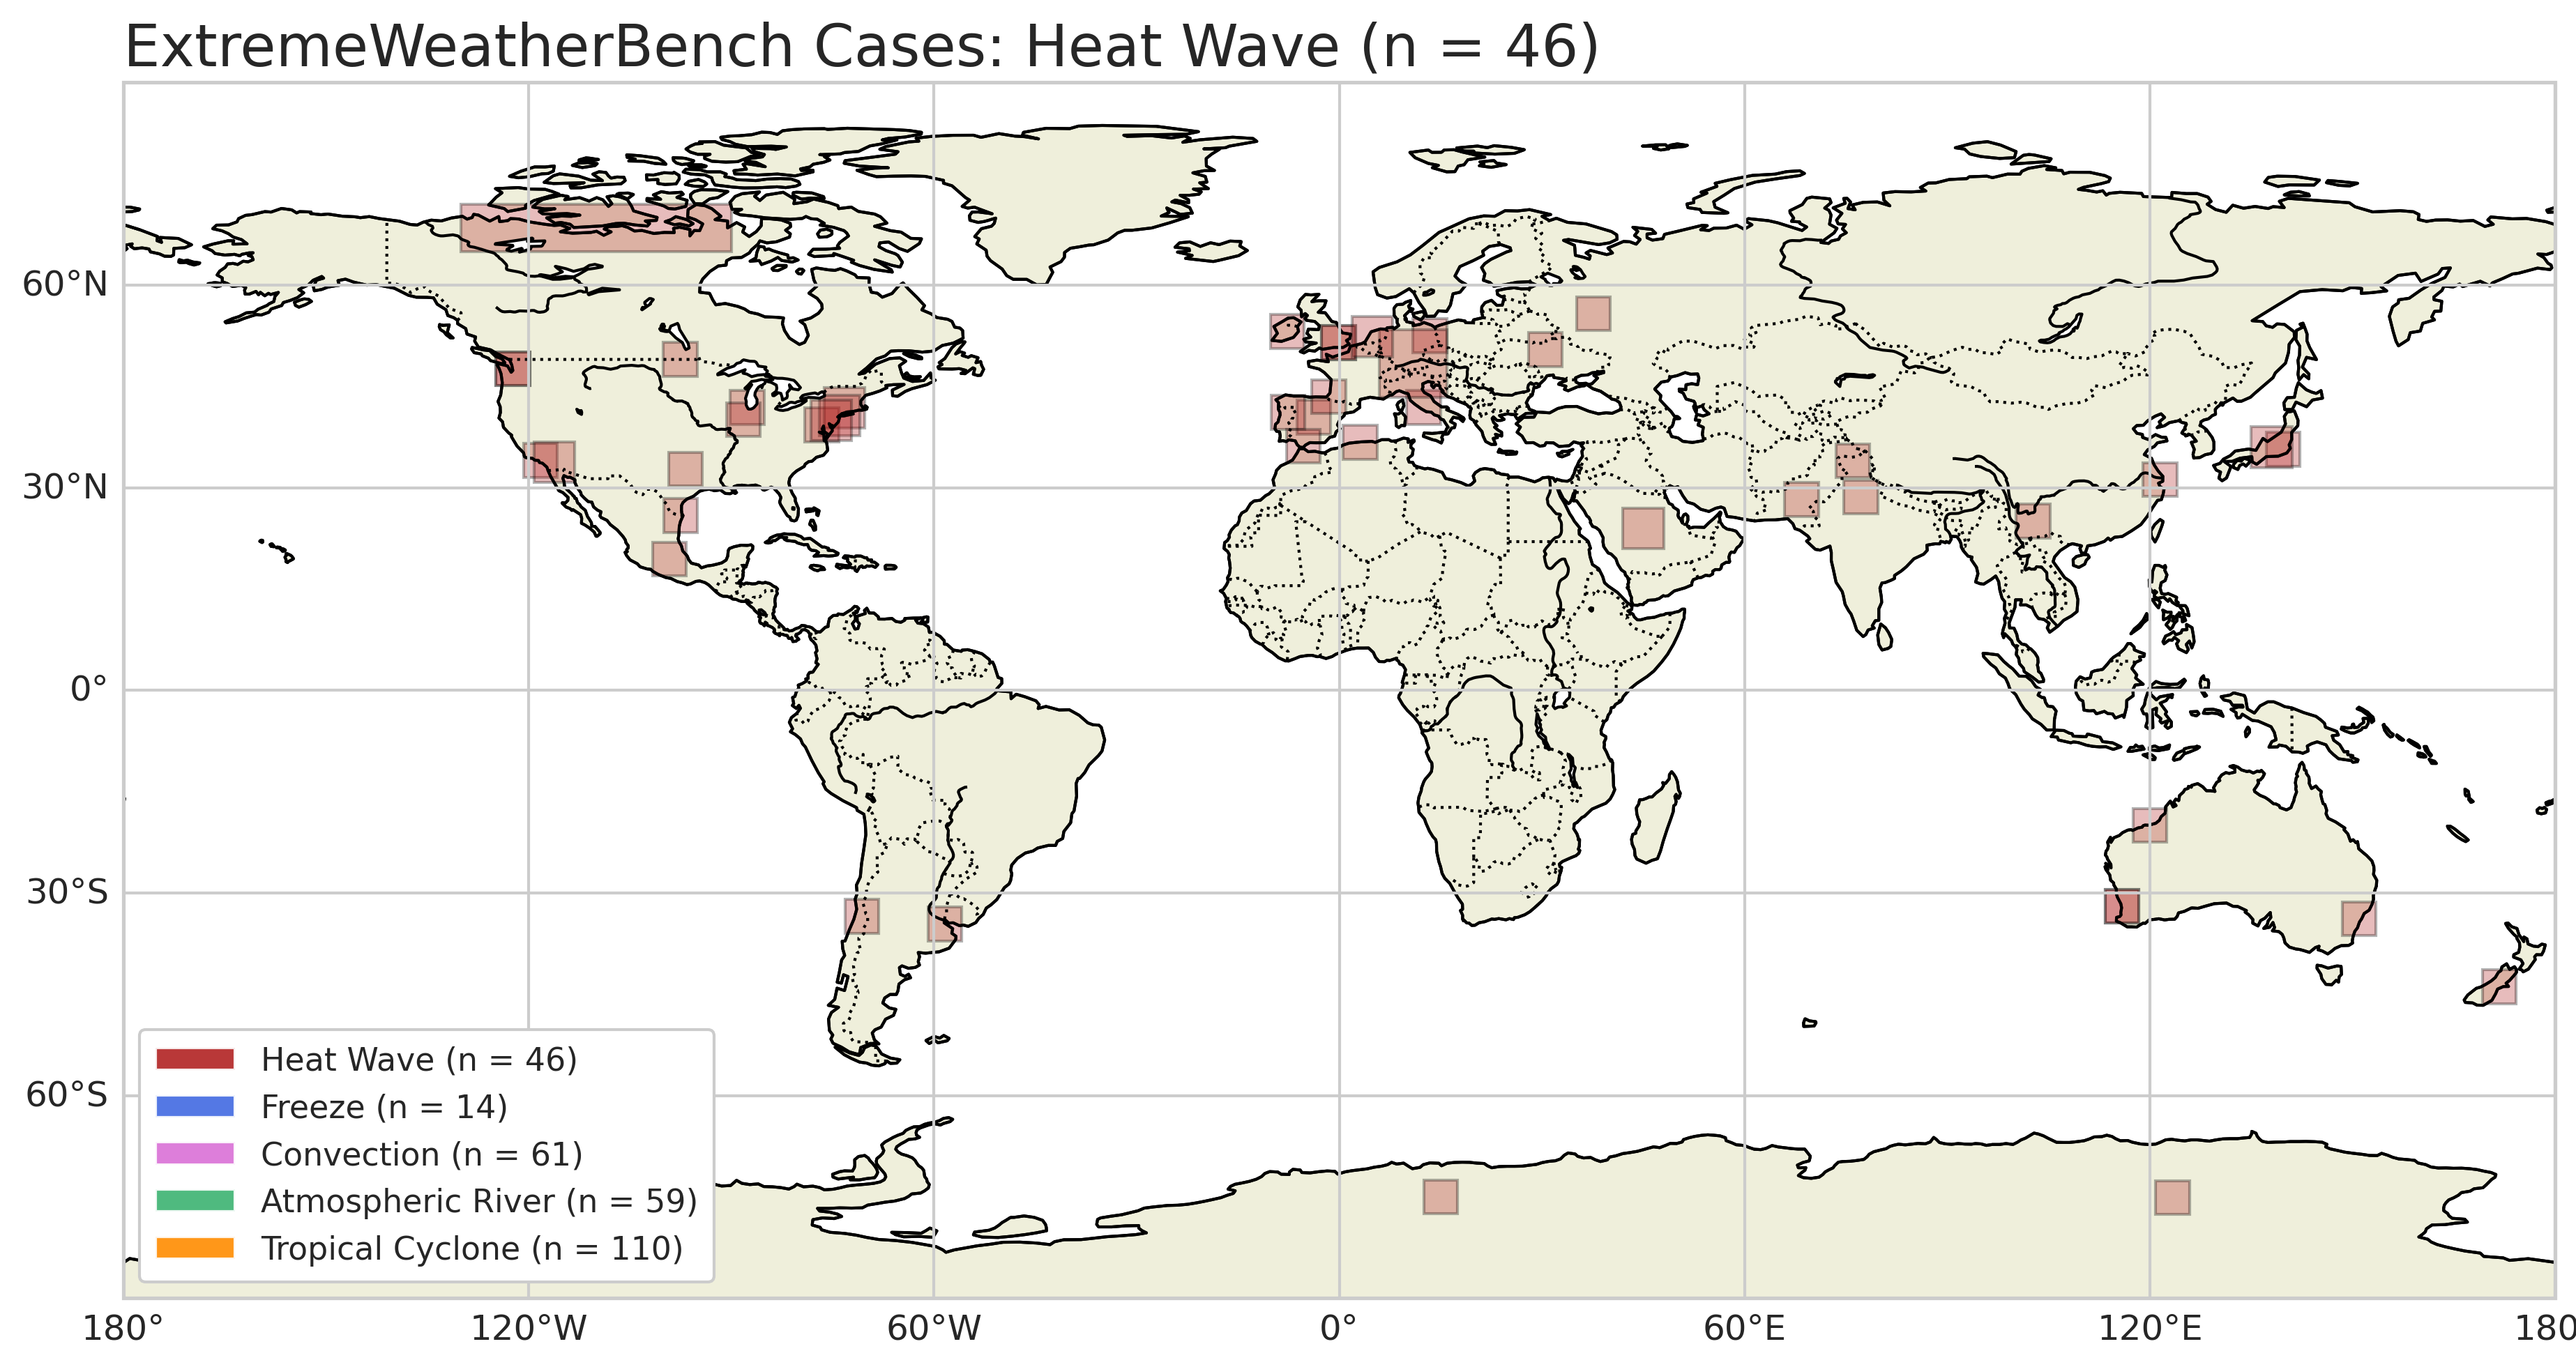 ExtremeWeatherBench Cases: Heat Wave (n = 46)
60°N
30°N
0°
30°S
60°S
Heat Wave (n = 46)
Freeze (n = 14)
Convection (n = 61)
Atmospheric River (n = 59)
Tropical Cyclone (n = 110)
180° 120°W 60°W 0° 60°E 120°E 180